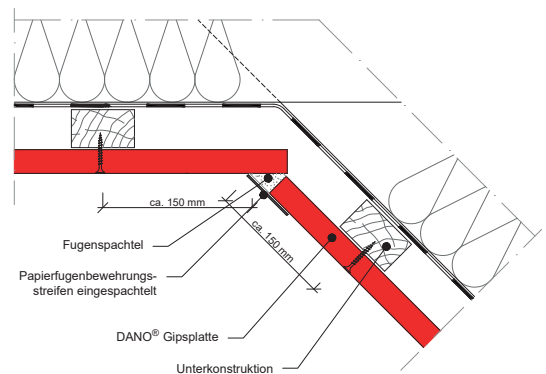 ca. 150 mm
ca. 150 mm
Fugenspachtel
Papierfugenbewehrungs-
streifen eingespachtelt
DANO® Gipsplatte
Unterkonstruktion